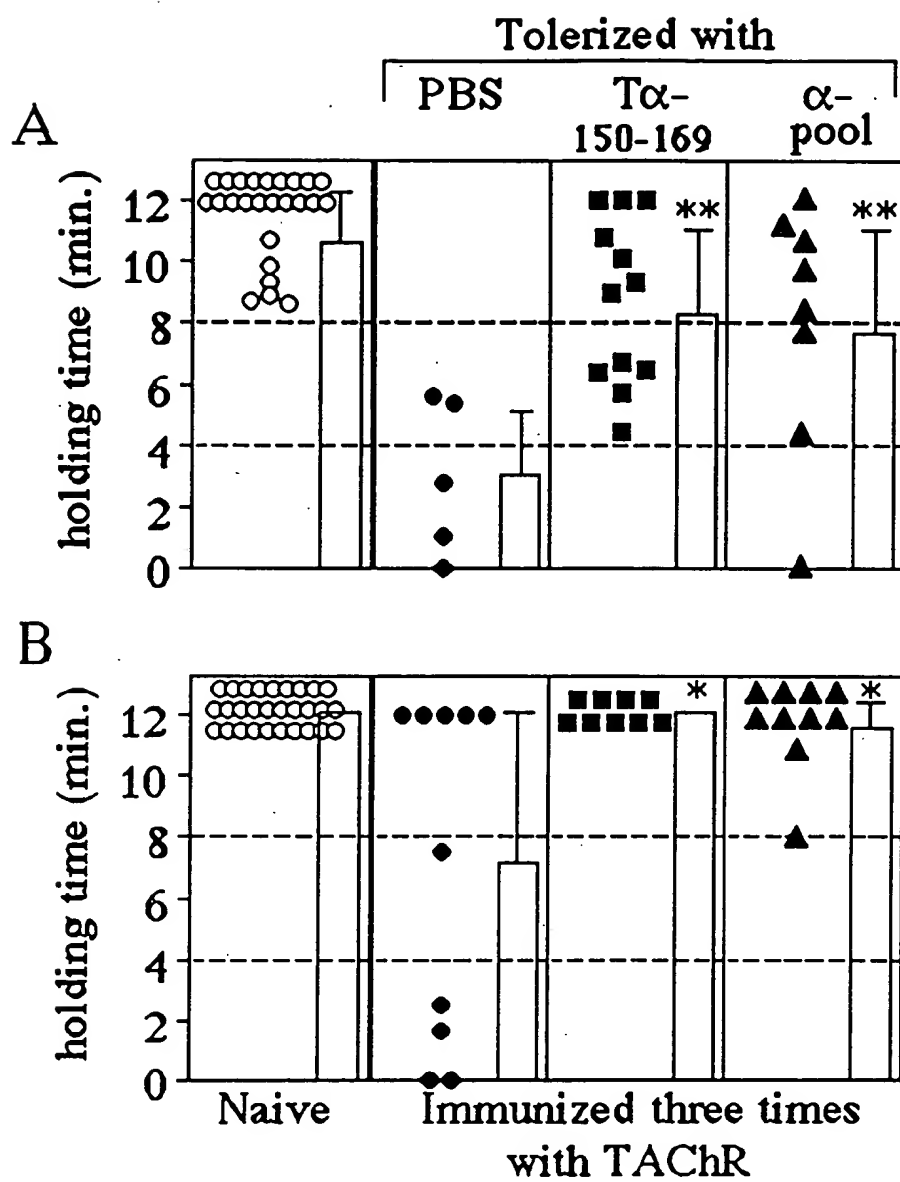 Tolerized with
PBS
Tα-
150-169
α-
pool
A
holding time (min.)
12
10
8
6
4
2
0
**
**
B
holding time (min.)
12
10
8
6
4
2
0
*
*
Naive
Immunized three times
with TAChR